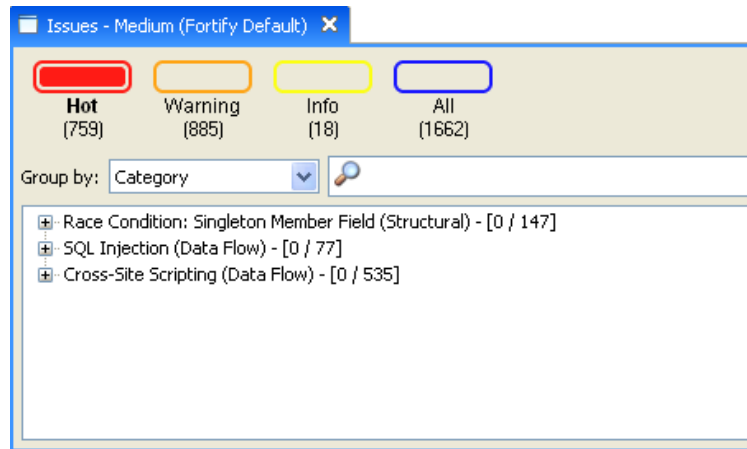 Issues - Medium (Fortify Default)
Hot Warning Info All
(759) (885) (18) (1662)
Group by: Category
Race Condition: Singleton Member Field (Structural) - [0 / 147]
SQL Injection (Data Flow) - [0 / 77]
Cross-Site Scripting (Data Flow) - [0 / 535]